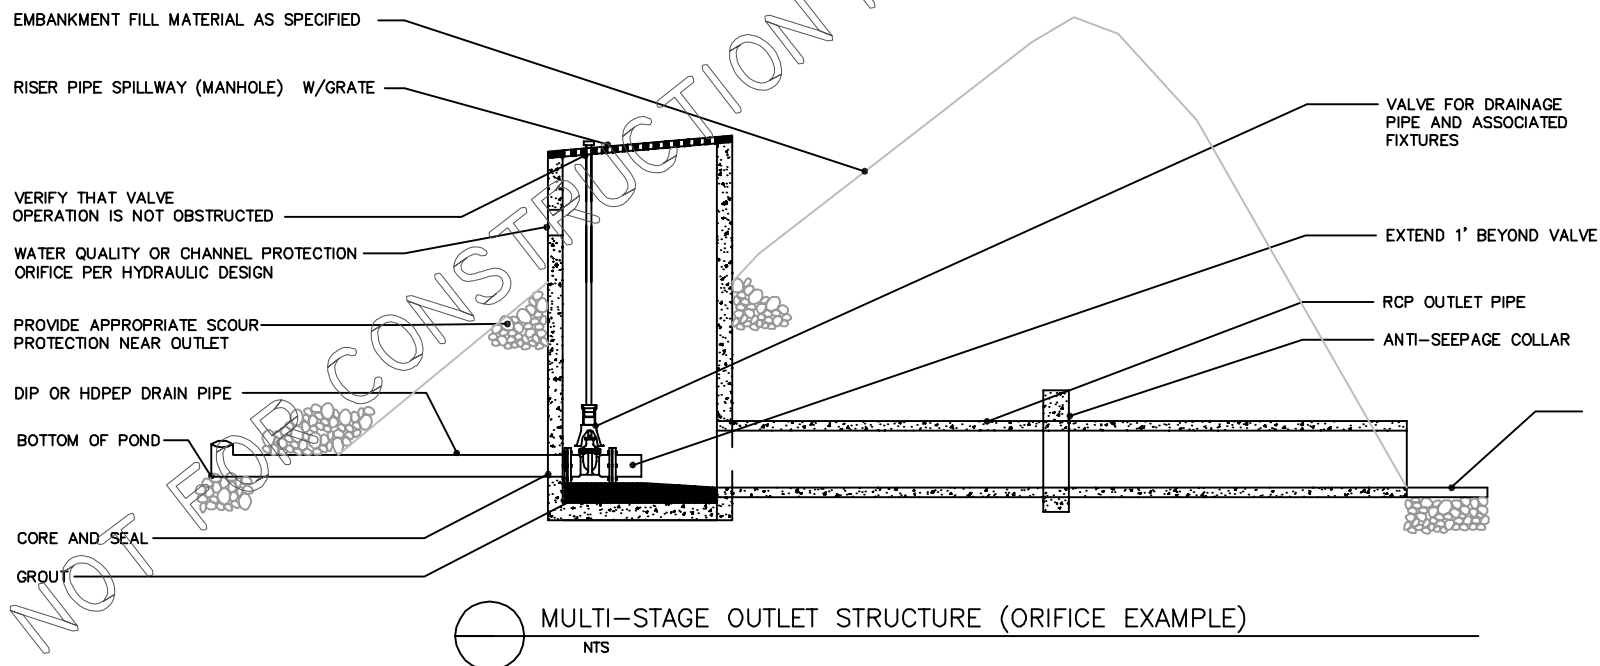 EMBANKMENT FILL MATERIAL AS SPECIFIED
RISER PIPE SPILLWAY (MANHOLE) W/GRATE
VERIFY THAT VALVE
OPERATION IS NOT OBSTRUCTED
WATER QUALITY OR CHANNEL PROTECTION
ORIFICE PER HYDRAULIC DESIGN
PROVIDE APPROPRIATE SCOUR
PROTECTION NEAR OUTLET
DIP OR HDPEP DRAIN PIPE
BOTTOM OF POND
CORE AND SEAL
GROUT
VALVE FOR DRAINAGE
PIPE AND ASSOCIATED
FIXTURES
EXTEND 1' BEYOND VALVE
RCP OUTLET PIPE
ANTI-SEEPAGE COLLAR
NOT FOR CONSTRUCTION
MULTI-STAGE OUTLET STRUCTURE (ORIFICE EXAMPLE)
NTS